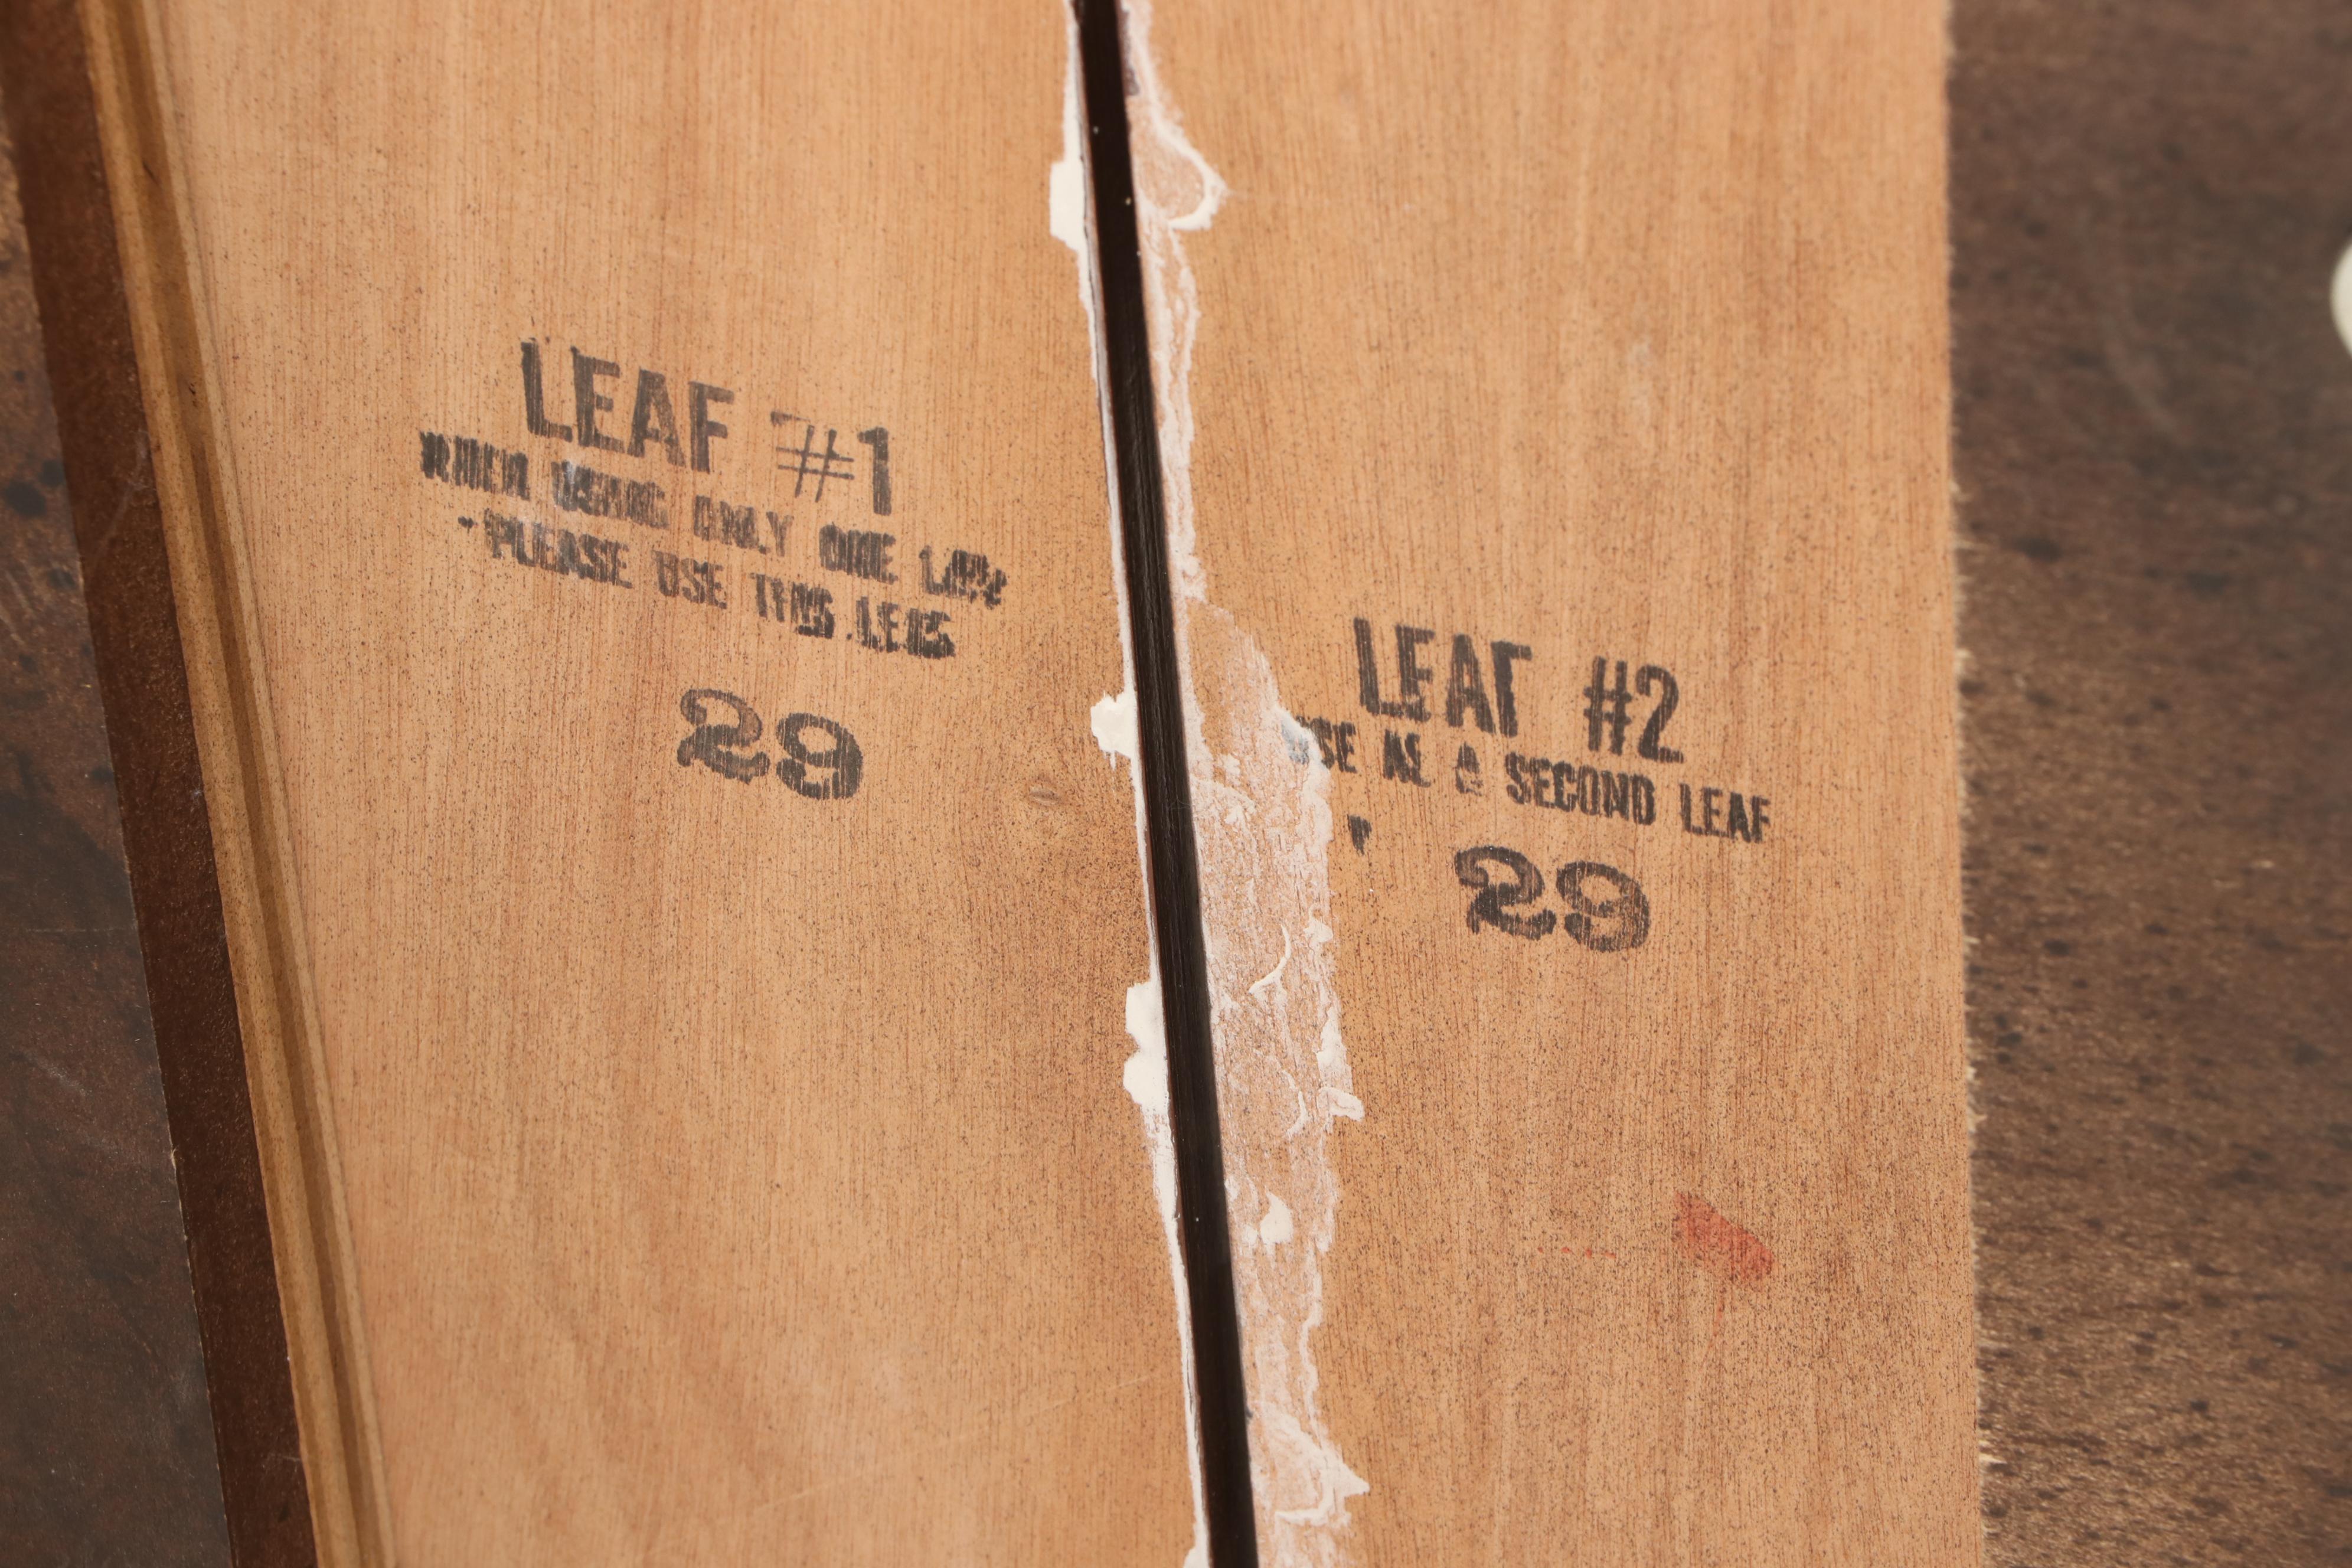 LEAF #1
WHEN USING ONLY ONE LEAF
PLEASE USE THIS LEAF
29
LEAF #2
USE AS A SECOND LEAF
29